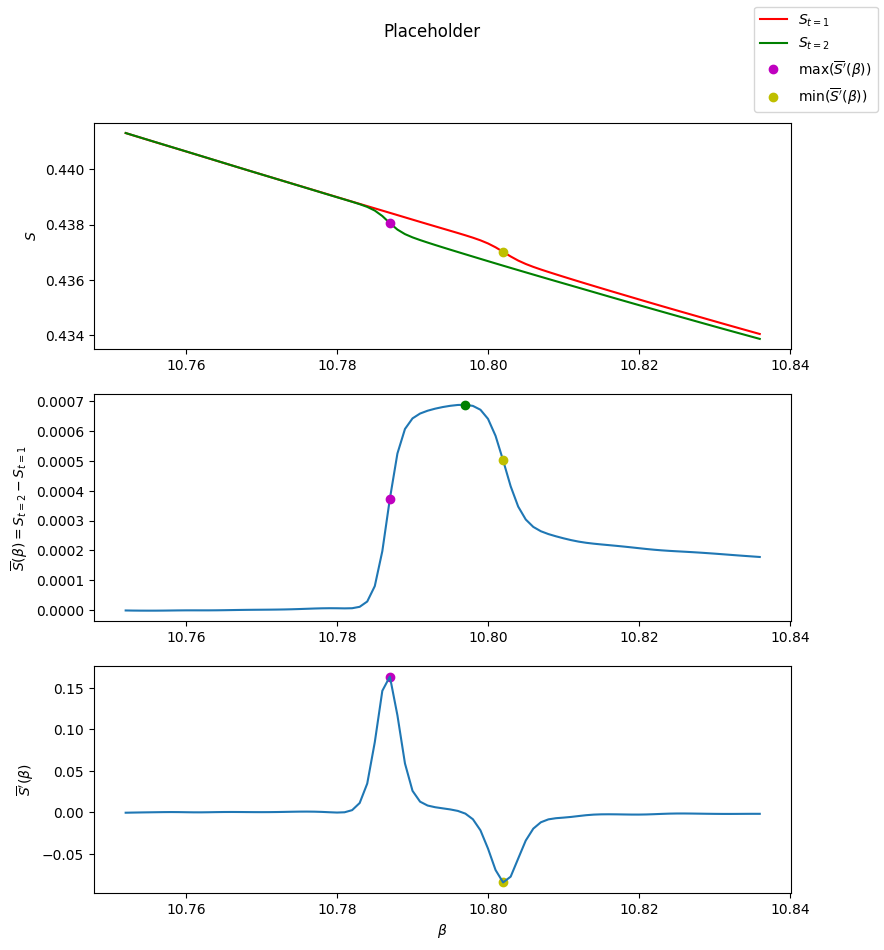 Placeholder
S_{t=1}
S_{t=2}
max(S̅′(β))
min(S̅′(β))
S
0.440
0.438
0.436
0.434
10.76 10.78 10.80 10.82 10.84
S̅(β) = S_{t=2} − S_{t=1}
0.0007
0.0006
0.0005
0.0004
0.0003
0.0002
0.0001
0.0000
10.76 10.78 10.80 10.82 10.84
S̅′(β)
0.15
0.10
0.05
0.00
−0.05
10.76 10.78 10.80 10.82 10.84
β